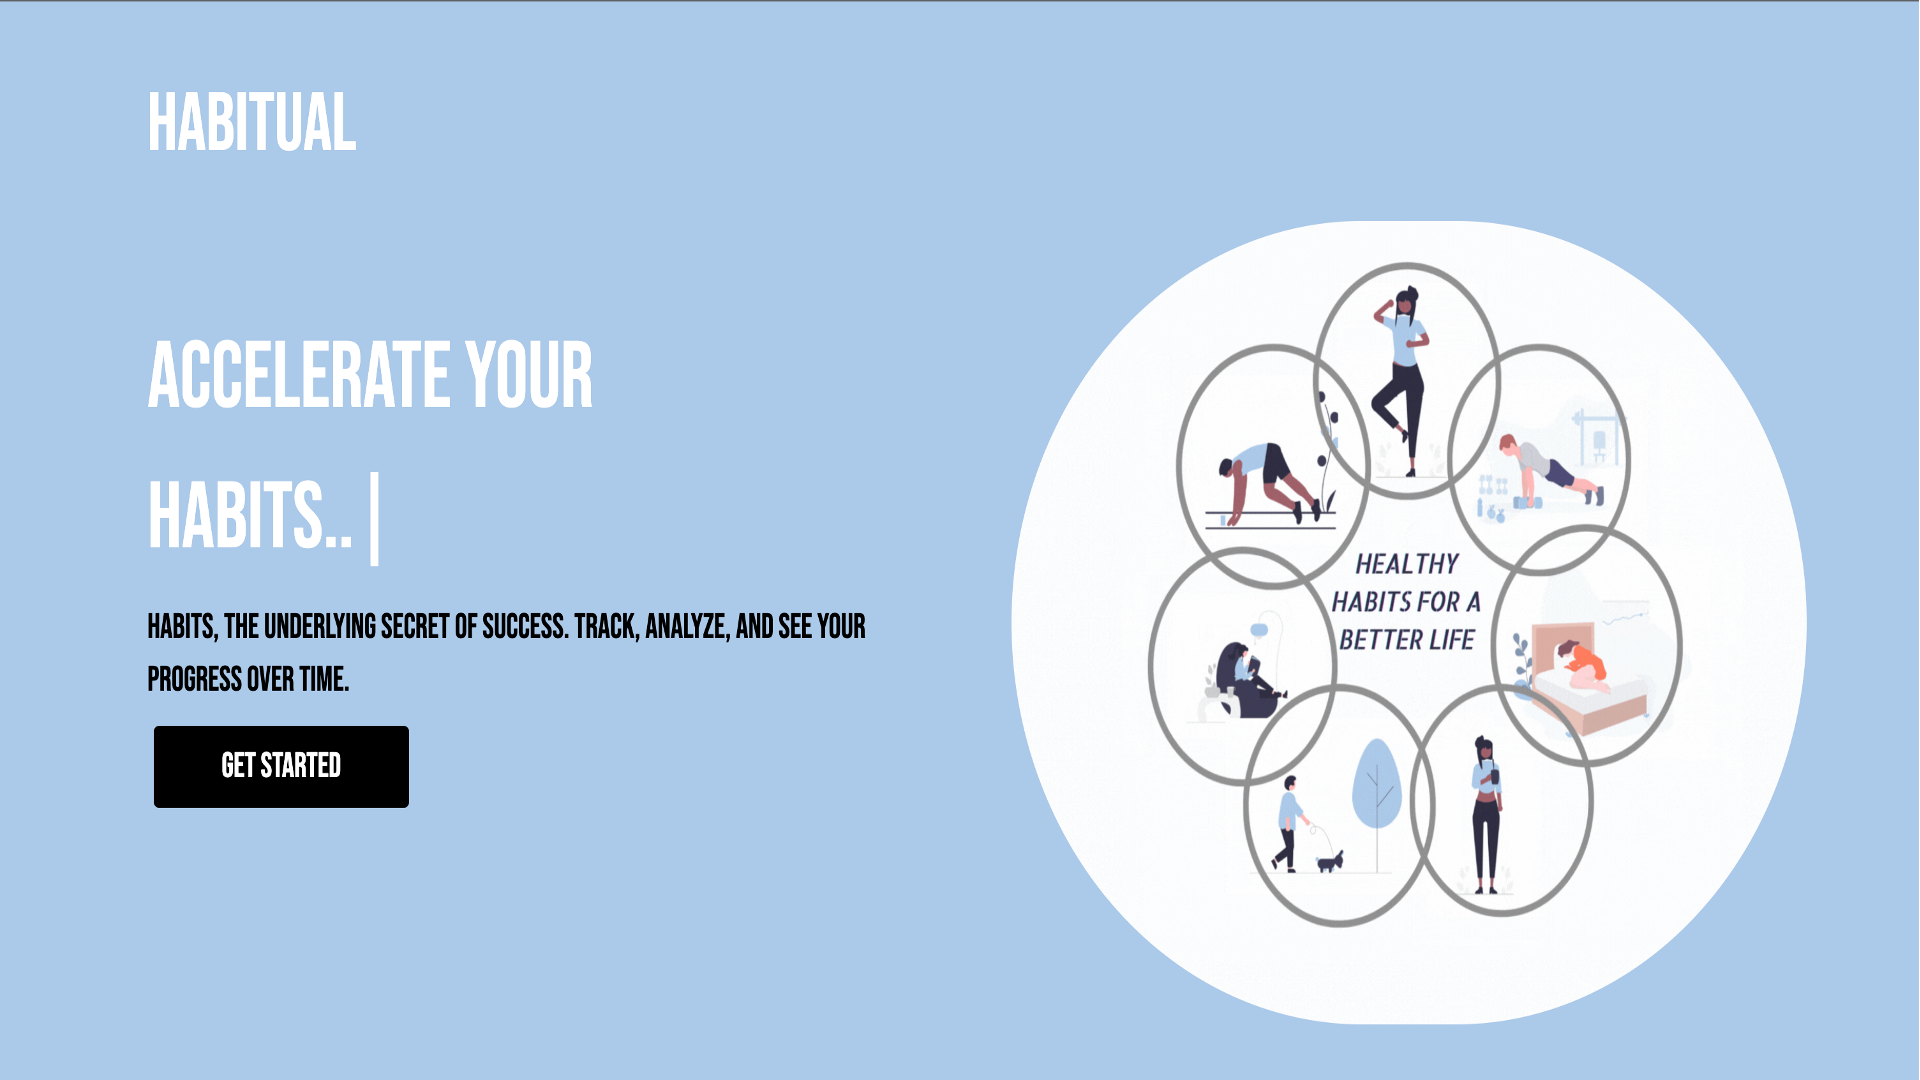 HABITUAL
ACCELERATE YOUR
HABITS.. |
HABITS, THE UNDERLYING SECRET OF SUCCESS. TRACK, ANALYZE, AND SEE YOUR
PROGRESS OVER TIME.
GET STARTED
HEALTHY
HABITS FOR A
BETTER LIFE